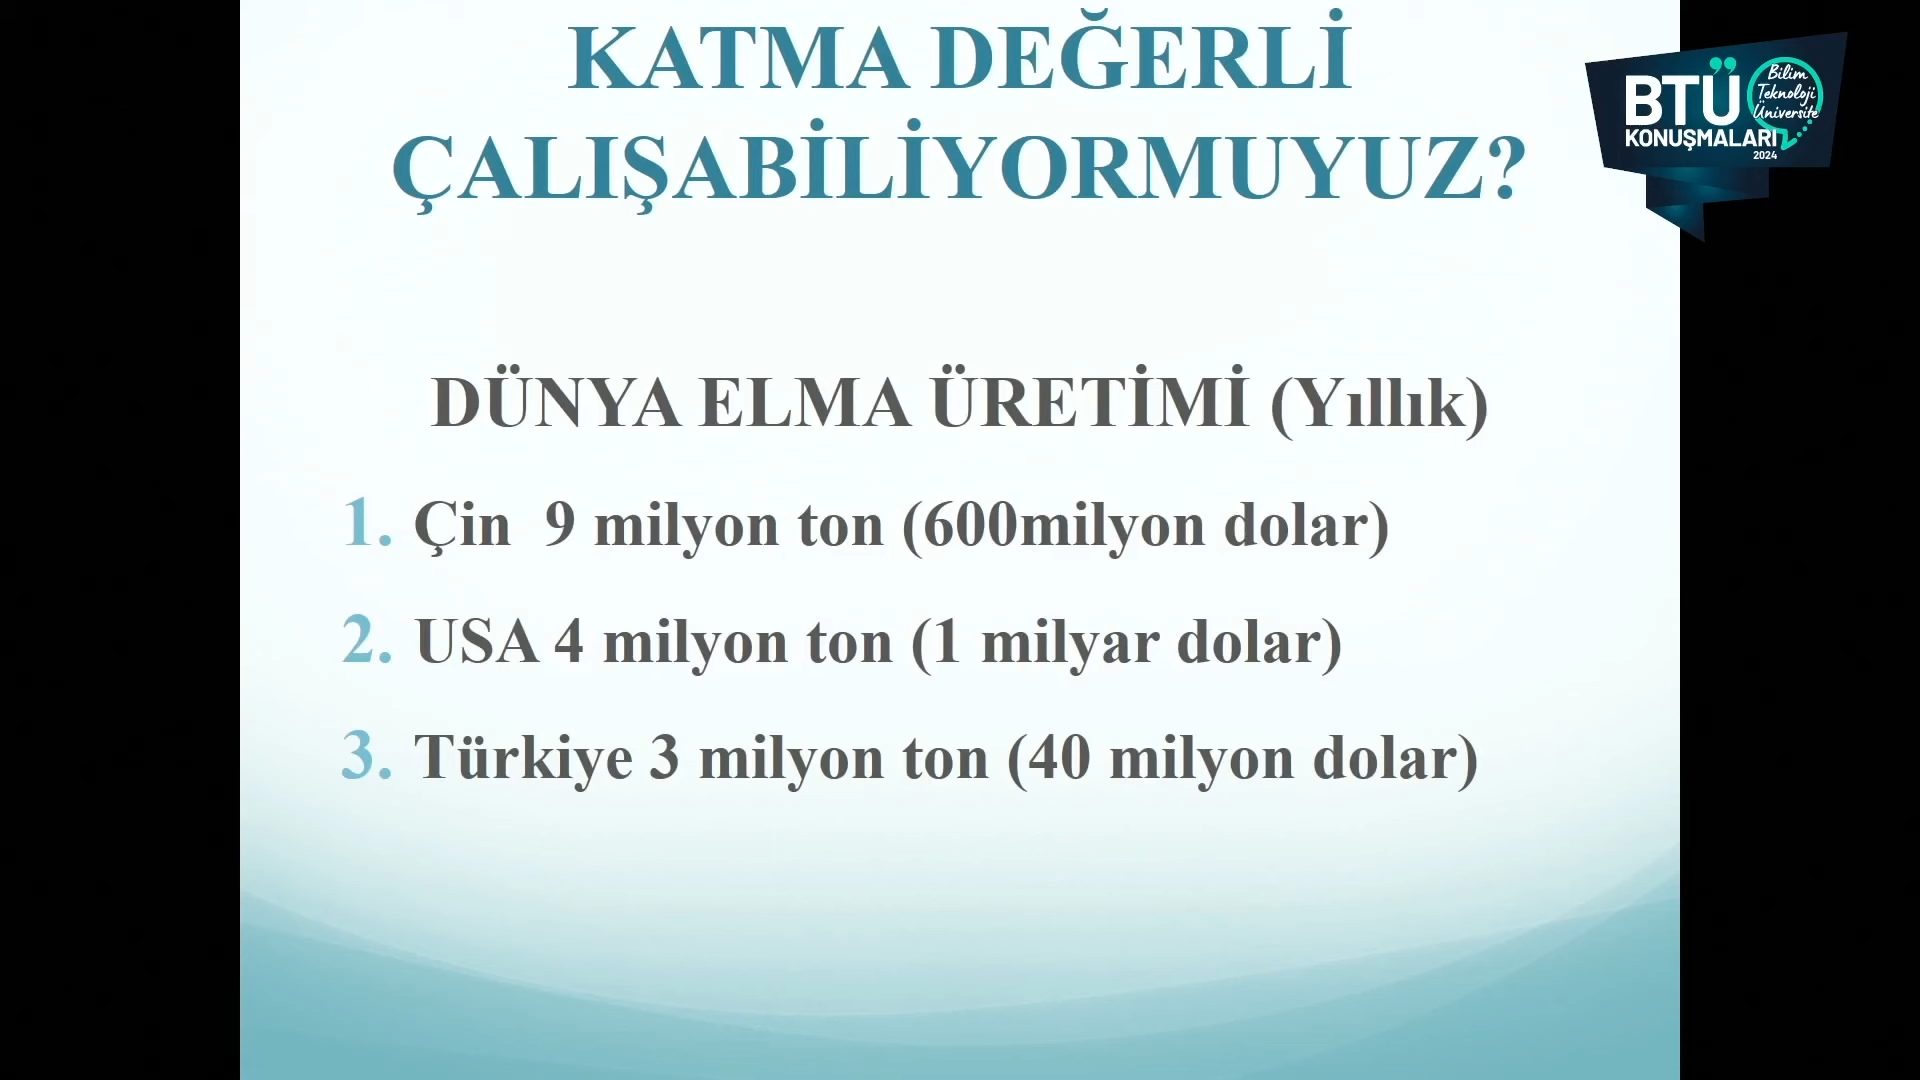 KATMA DEĞERLİ
ÇALIŞABİLİYORMUYUZ?
BTÜ
Bilim
Teknoloji
Üniversite
KONUŞMALARI
2024
DÜNYA ELMA ÜRETİMİ (Yıllık)
1. Çin 9 milyon ton (600milyon dolar)
2. USA 4 milyon ton (1 milyar dolar)
3. Türkiye 3 milyon ton (40 milyon dolar)